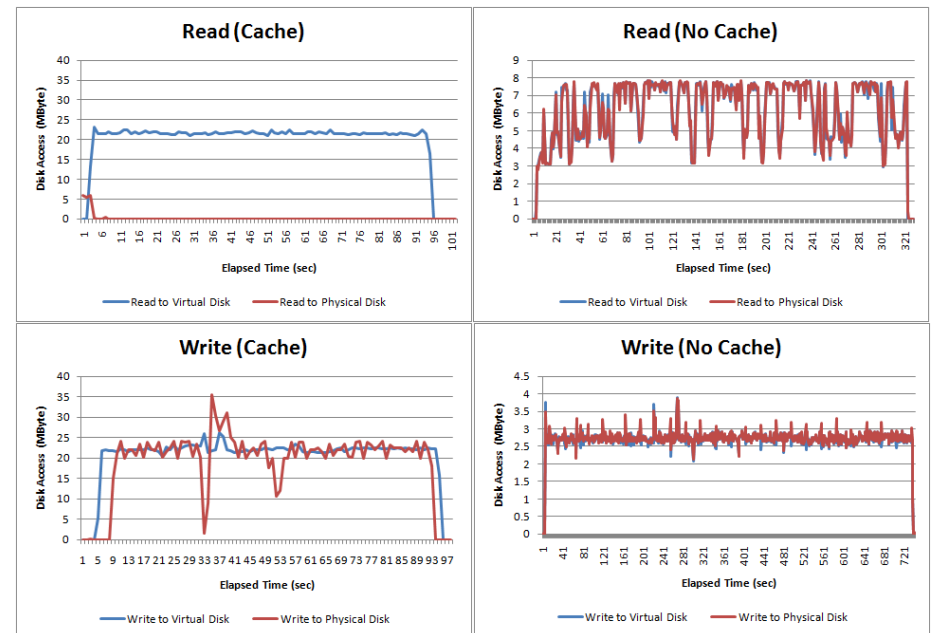 Read (Cache)
40
35
30
25
20
15
10
5
0
Disk Access (MByte)
1 6 11 16 21 26 31 36 41 46 51 56 61 66 71 76 81 86 91 96 101
Elapsed Time (sec)
Read to Virtual Disk Read to Physical Disk
Read (No Cache)
9
8
7
6
5
4
3
2
1
0
Disk Access (MByte)
1 21 41 61 81 101 121 141 161 181 201 221 241 261 281 301 321
Elapsed Time (sec)
Read to Virtual Disk Read to Physical Disk
Write (Cache)
40
35
30
25
20
15
10
5
0
Disk Access (MByte)
1 5 9 13 17 21 25 29 33 37 41 45 49 53 57 61 65 69 73 77 81 85 89 93 97
Elapsed Time (sec)
Write to Virtual Disk Write to Physical Disk
Write (No Cache)
4.5
4
3.5
3
2.5
2
1.5
1
0.5
0
Disk Access (MByte)
1 41 81 121 161 201 241 281 321 361 401 441 481 521 561 601 641 681 721
Elapsed Time (sec)
Write to Virtual Disk Write to Physical Disk